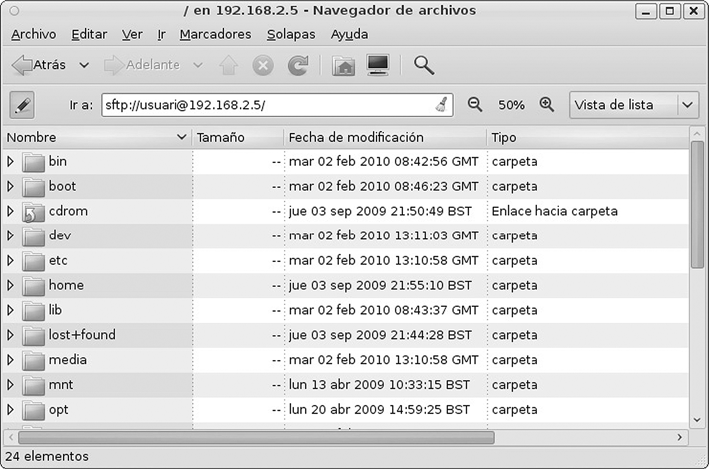 / en 192.168.2.5 - Navegador de archivos
Archivo Editar Ver Ir Marcadores Solapas Ayuda
Atrás Adelante
Ir a: sftp://usuari@192.168.2.5/ 50% Vista de lista
Nombre Tamaño Fecha de modificación Tipo
bin -- mar 02 feb 2010 08:42:56 GMT carpeta
boot -- mar 02 feb 2010 08:46:23 GMT carpeta
cdrom -- jue 03 sep 2009 21:50:49 BST Enlace hacia carpeta
dev -- mar 02 feb 2010 13:11:03 GMT carpeta
etc -- mar 02 feb 2010 13:10:58 GMT carpeta
home -- jue 03 sep 2009 21:55:10 BST carpeta
lib -- mar 02 feb 2010 08:43:37 GMT carpeta
lost+found -- jue 03 sep 2009 21:44:28 BST carpeta
media -- mar 02 feb 2010 13:10:58 GMT carpeta
mnt -- lun 13 abr 2009 10:33:15 BST carpeta
opt -- lun 20 abr 2009 14:59:25 BST carpeta
24 elementos